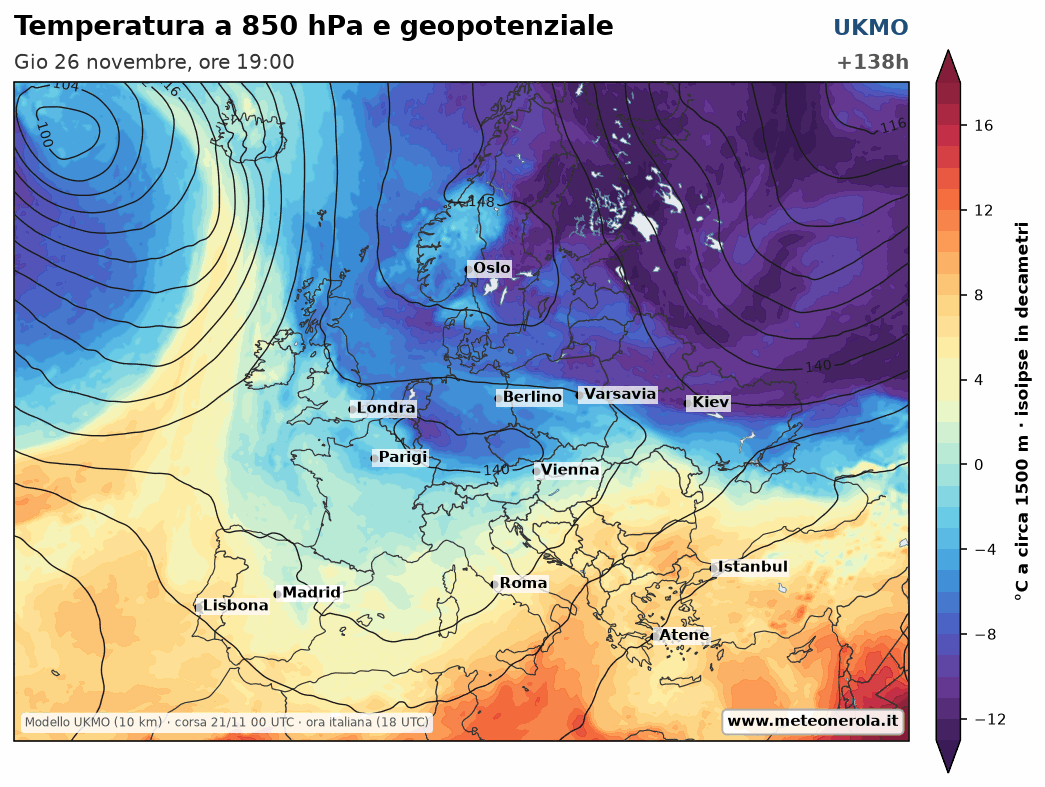 Temperatura a 850 hPa e geopotenziale
UKMO
Gio 26 novembre, ore 19:00
+138h
104
16
100
116
148
Oslo
140
Londra
Berlino
Varsavia
Kiev
Parigi
140
Vienna
Istanbul
Roma
Madrid
Lisbona
Atene
Modello UKMO (10 km) · corsa 21/11 00 UTC · ora italiana (18 UTC)
www.meteonerola.it
16
12
8
4
0
−4
−8
−12
°C a circa 1500 m · isoipse in decametri